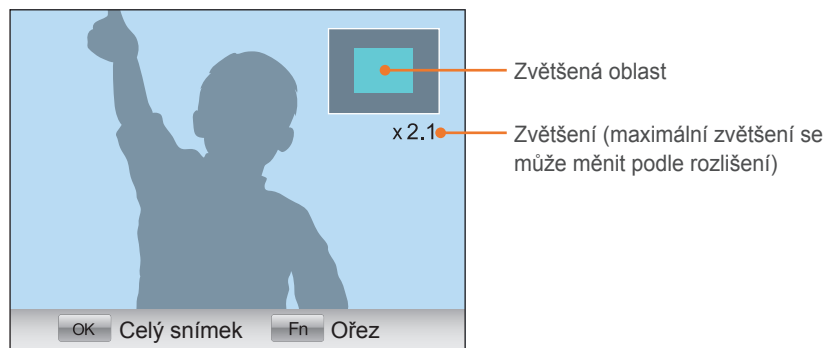 Zvětšená oblast
x 2.1
Zvětšení (maximální zvětšení se
může měnit podle rozlišení)
OK Celý snímek Fn Ořez